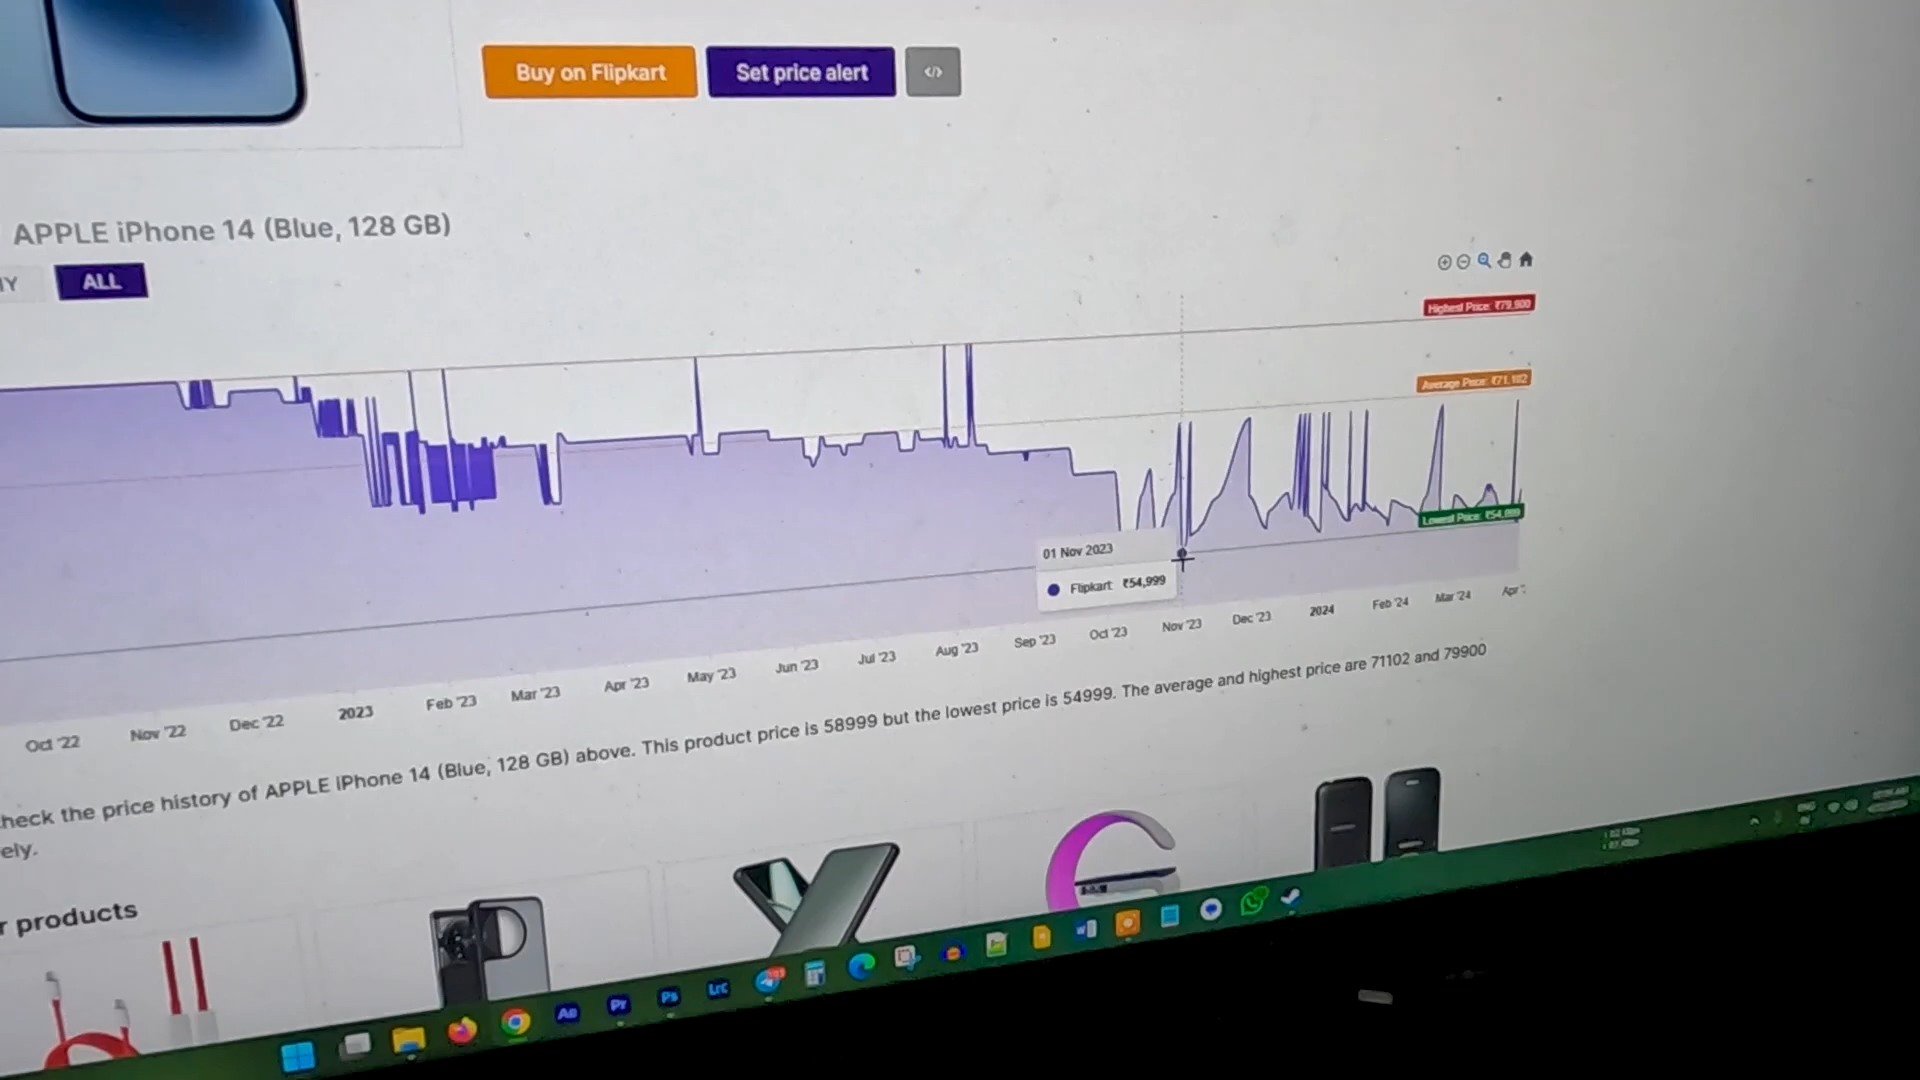 Buy on Flipkart
Set price alert
</>
APPLE iPhone 14 (Blue, 128 GB)
ALL
Highest Price: ₹79,900
Average Price: ₹71,102
Lowest Price: ₹54,999
01 Nov 2023
Flipkart ₹54,999
Oct '22 Nov '22 Dec '22 2023 Feb '23 Mar '23 Apr '23 May '23 Jun '23 Jul '23 Aug '23 Sep '23 Oct '23 Nov '23 Dec '23 2024 Feb '24 Mar '24 Apr '
heck the price history of APPLE iPhone 14 (Blue, 128 GB) above. This product price is 58999 but the lowest price is 54999. The average and highest price are 71102 and 79900
ely.
r products
Ae Pr Ps LrC